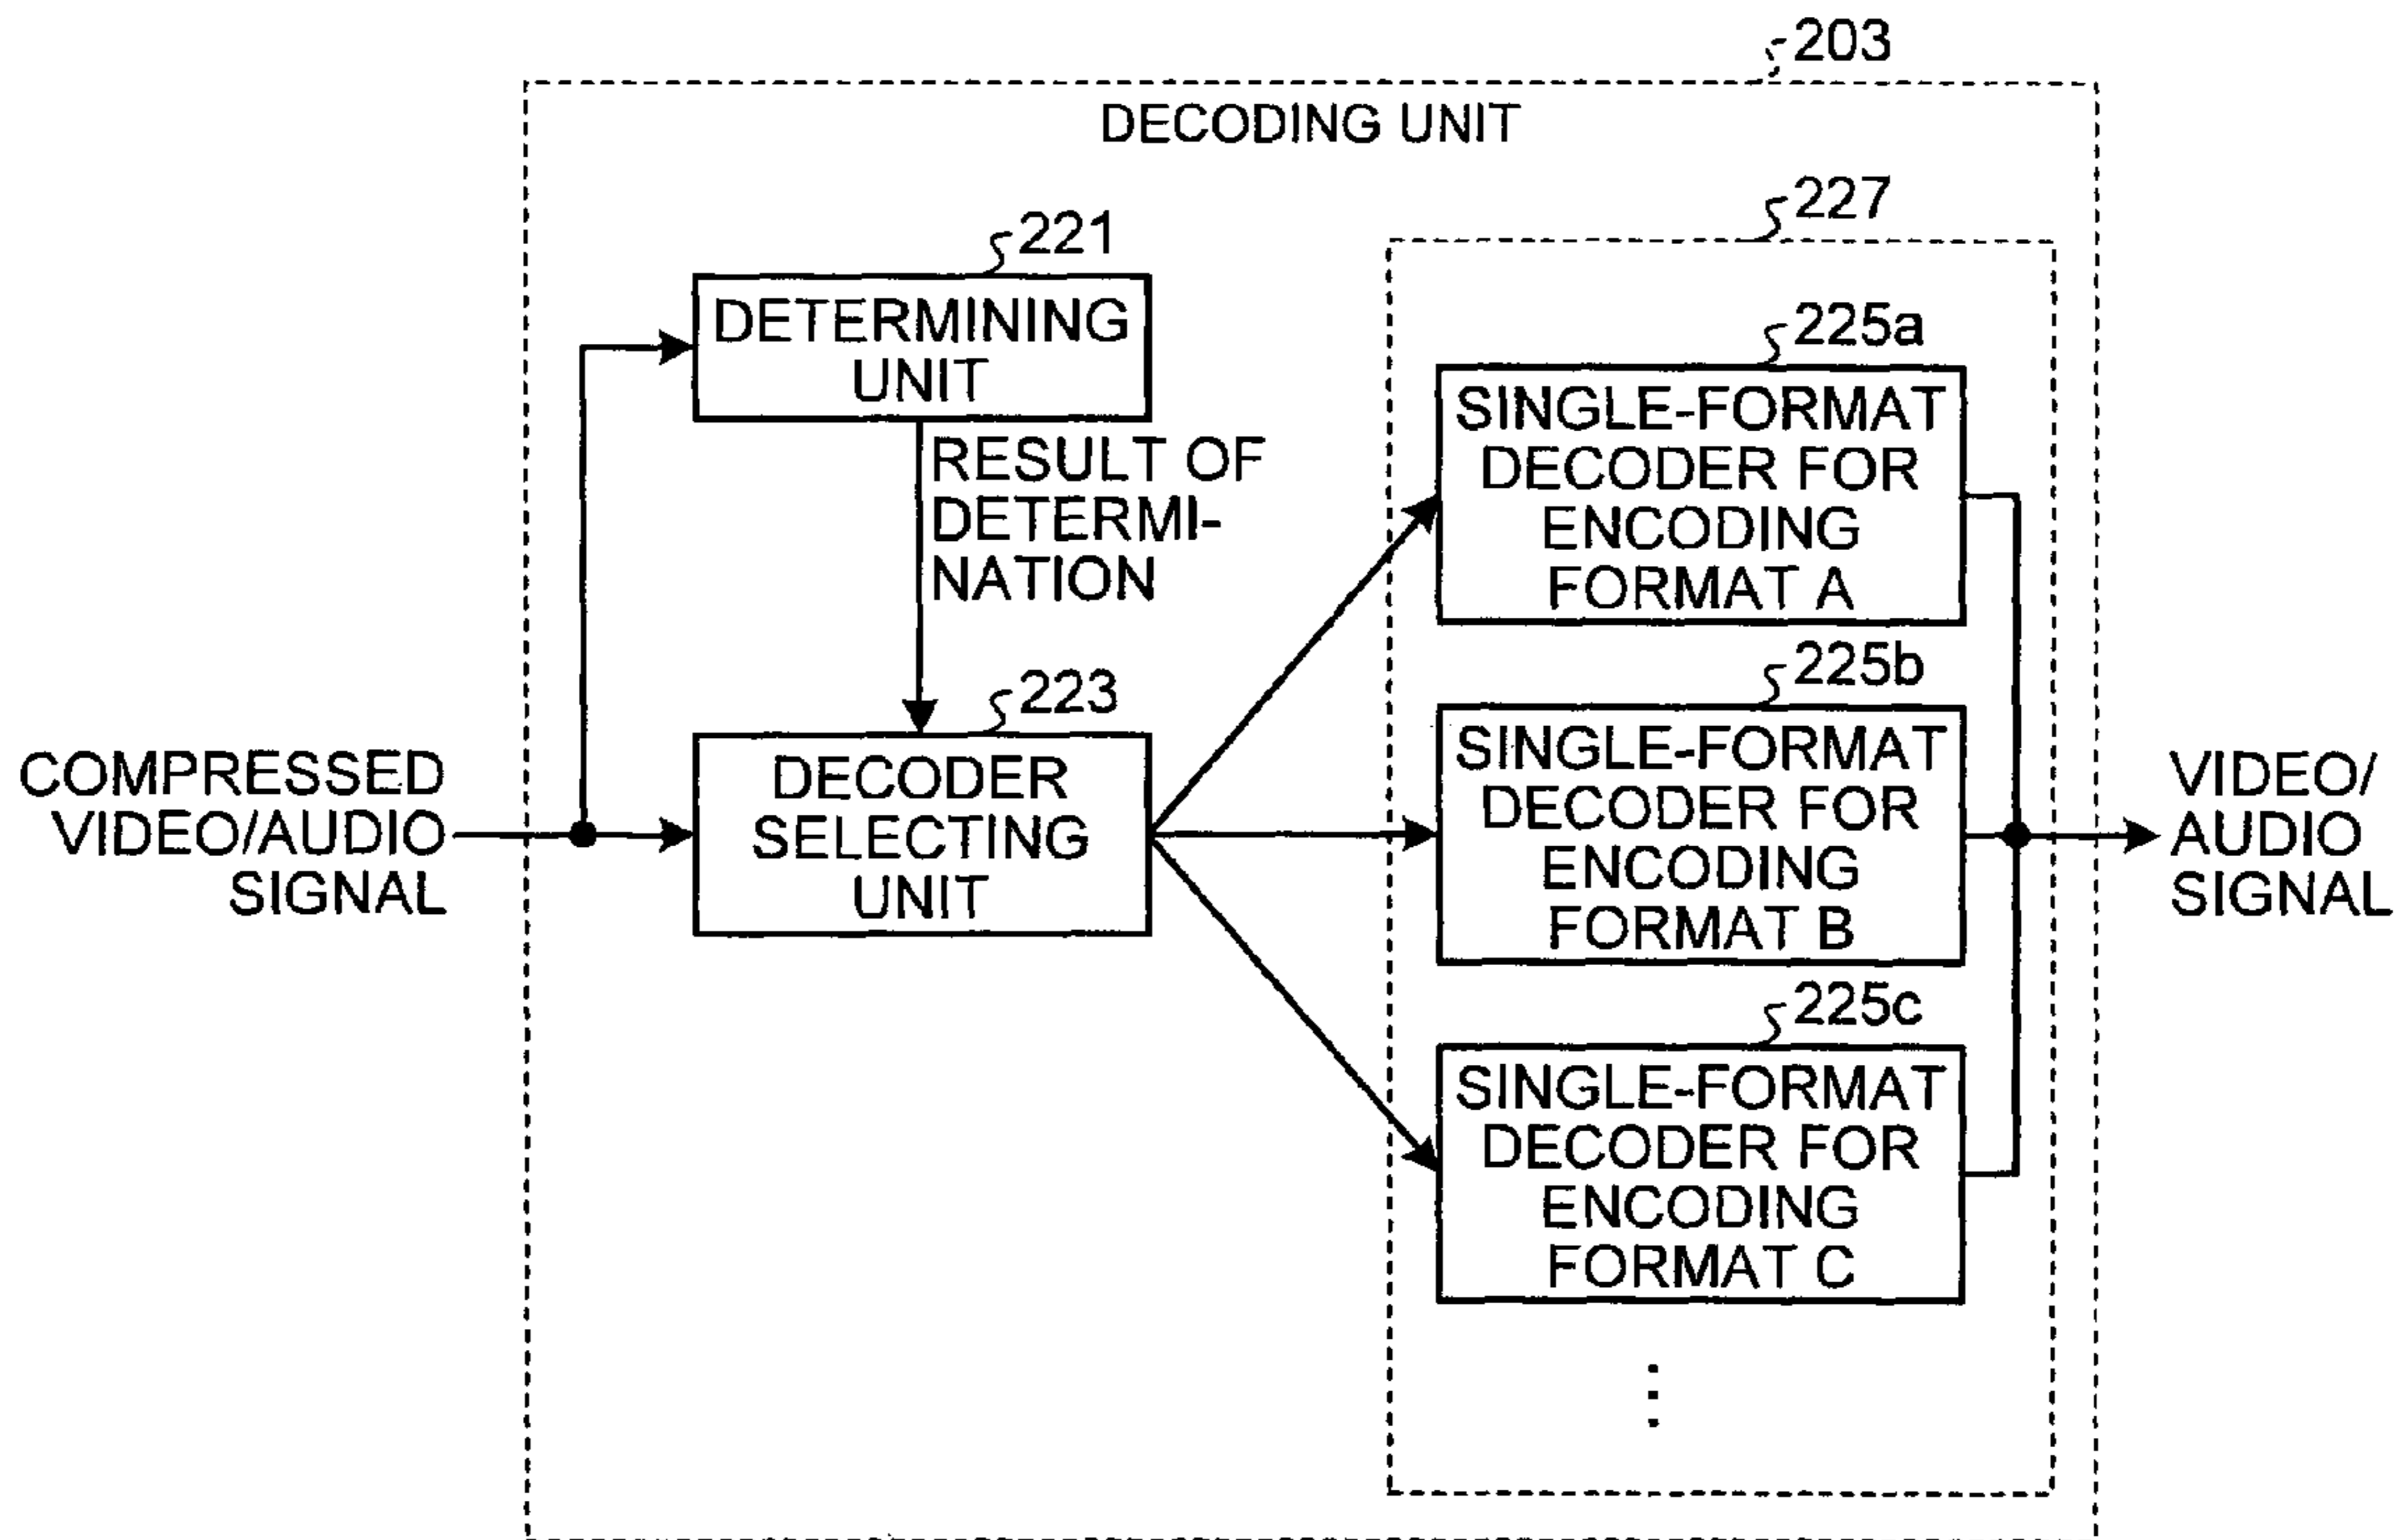 203
DECODING UNIT
227
221
DETERMINING
UNIT
RESULT OF
DETERMI-
NATION
223
DECODER
SELECTING
UNIT
COMPRESSED
VIDEO/AUDIO
SIGNAL
225a
SINGLE-FORMAT
DECODER FOR
ENCODING
FORMAT A
225b
SINGLE-FORMAT
DECODER FOR
ENCODING
FORMAT B
225c
SINGLE-FORMAT
DECODER FOR
ENCODING
FORMAT C
VIDEO/
AUDIO
SIGNAL